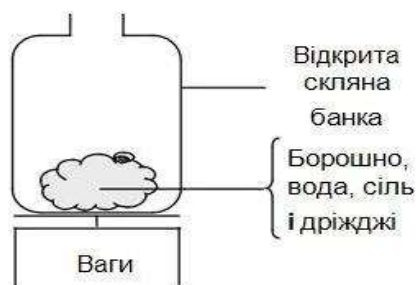 Відкрита
скляна
банка
Борошно,
вода, сіль
і дріжджі
Ваги